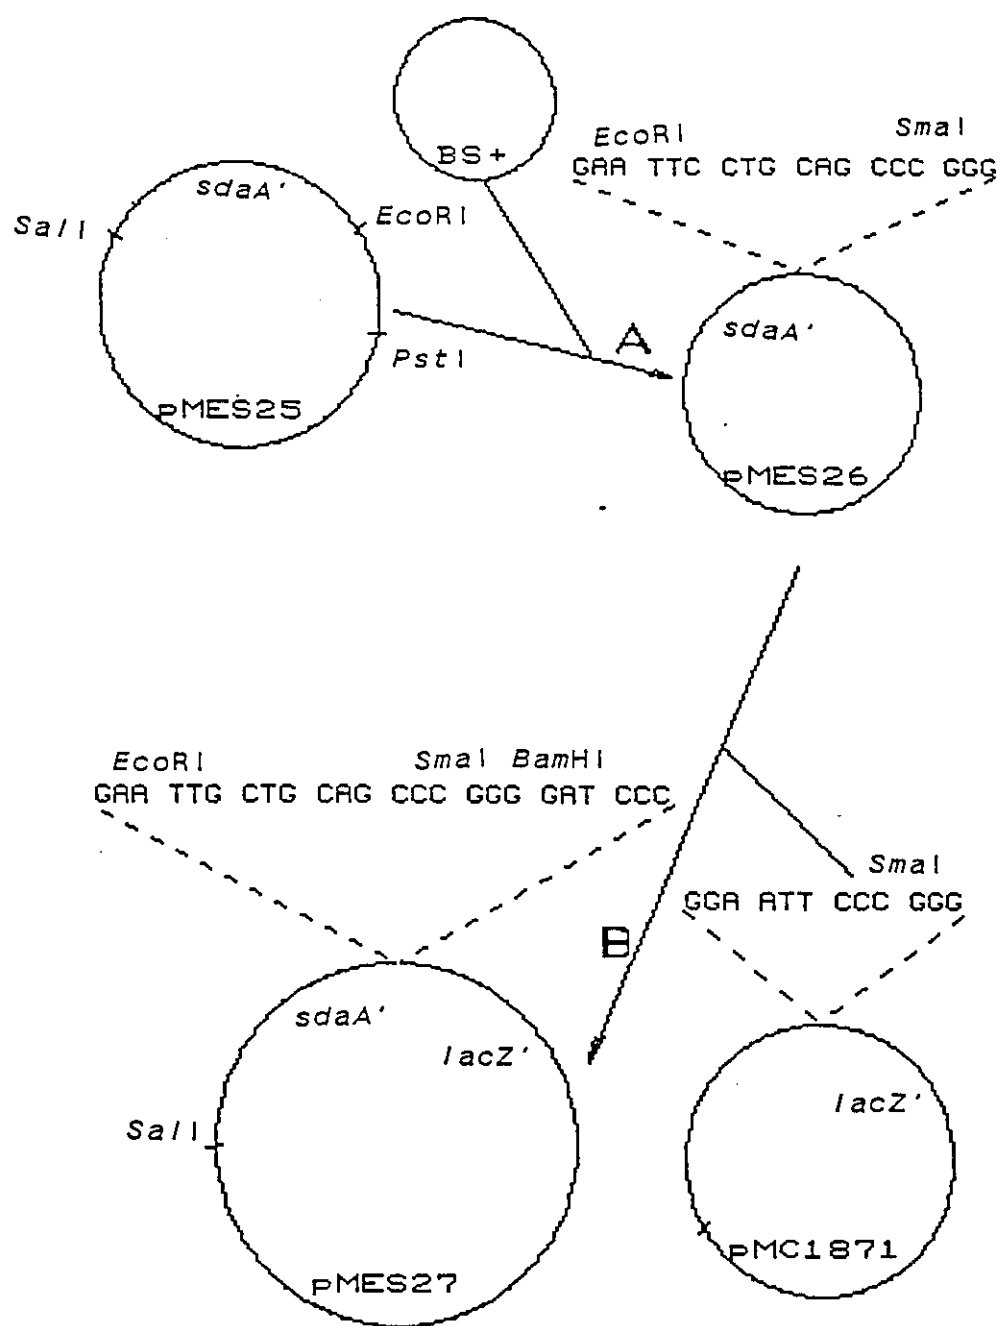 BS+
EcoRI SmaI
GAA TTC CTG CAG CCC GGG
sdaA'
SalI
EcoRI
PstI
pMES25
A
sdaA'
pMES26
EcoRI SmaI BamHI
GAA TTG CTG CAG CCC GGG GAT CCC
SmaI
GGA ATT CCC GGG
B
sdaA'
lacZ'
SalI
pMES27
lacZ'
pMC1871